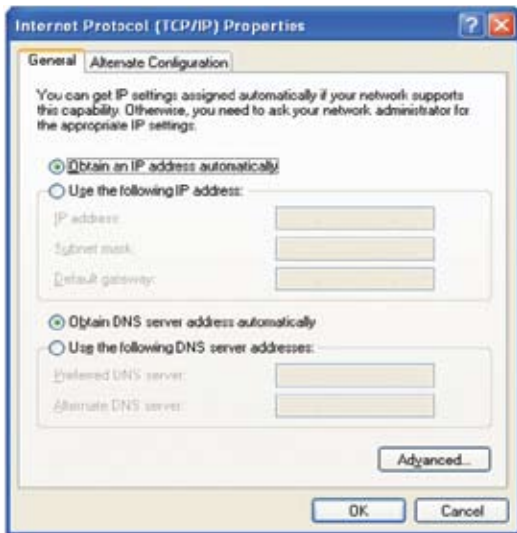 Internet Protocol (TCP/IP) Properties
General
Alternate Configuration
You can get IP settings assigned automatically if your network supports
this capability. Otherwise, you need to ask your network administrator for
the appropriate IP settings.
Obtain an IP address automatically
Use the following IP address:
IP address:
Subnet mask:
Default gateway:
Obtain DNS server address automatically
Use the following DNS server addresses:
Preferred DNS server:
Alternate DNS server:
Advanced...
OK
Cancel